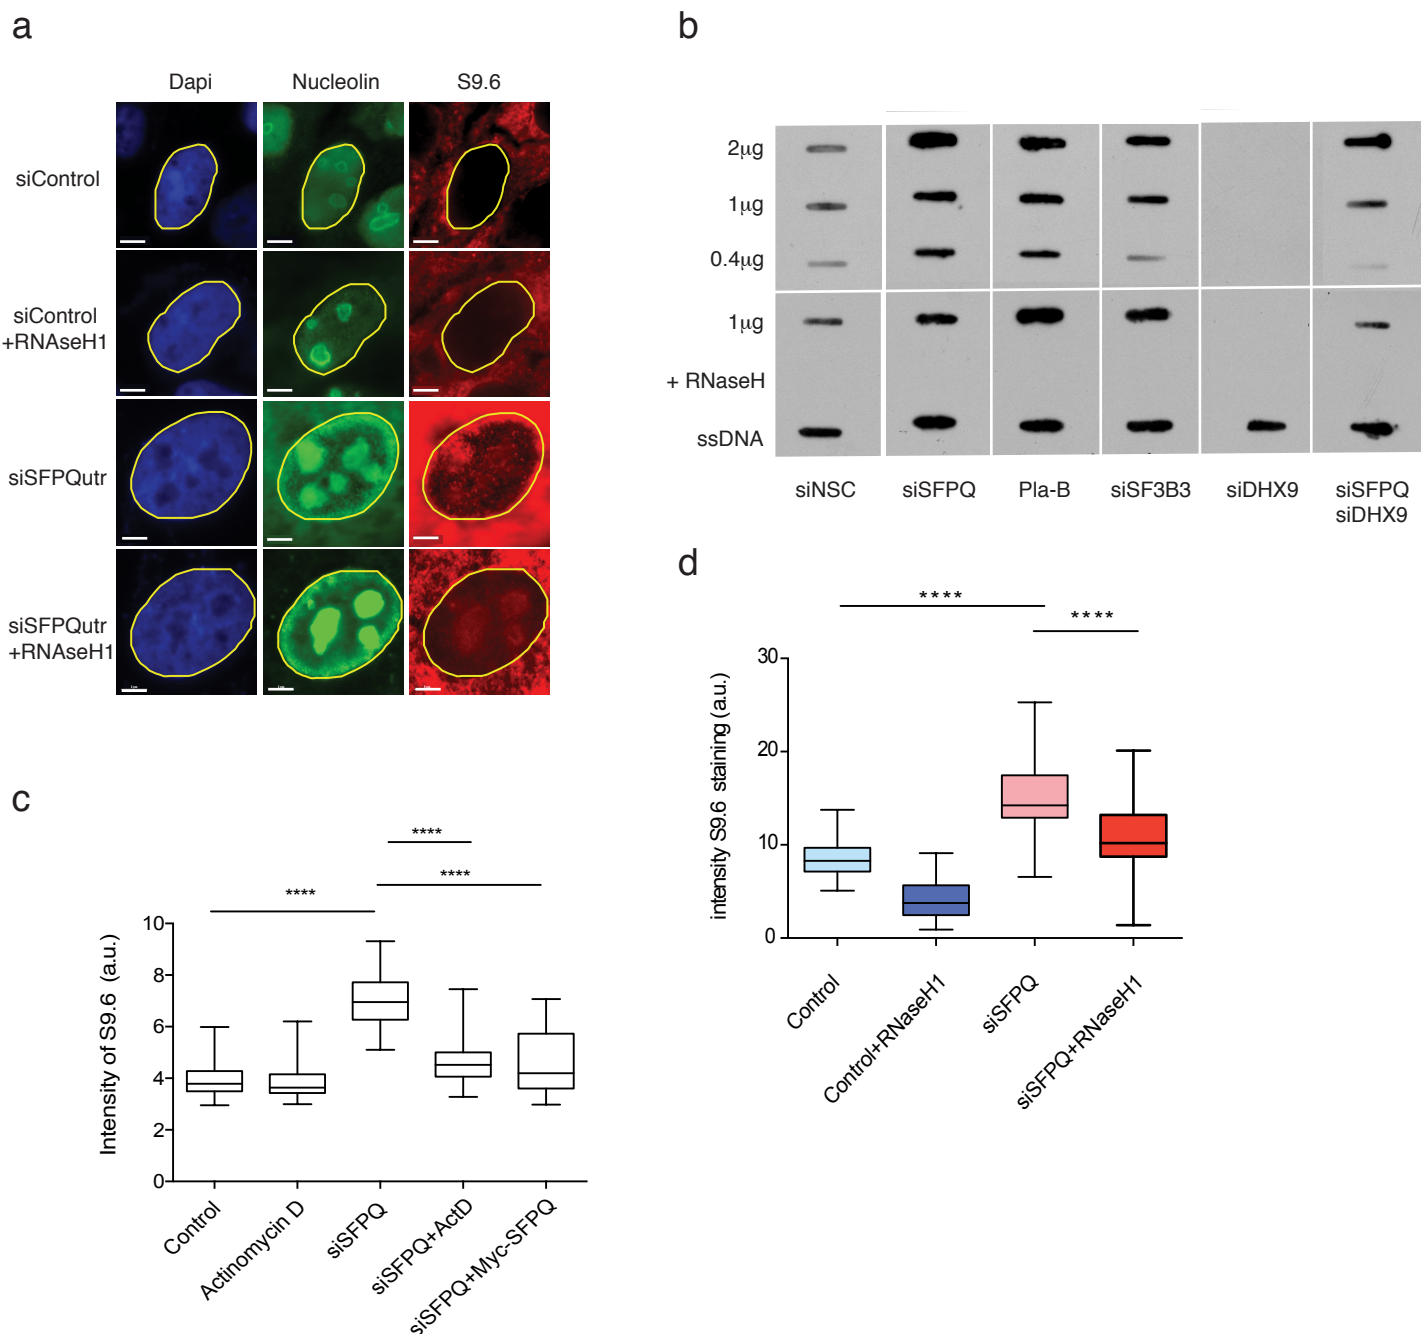 a
Dapi
Nucleolin
S9.6
siControl
siControl
+RNAseH1
siSFPQutr
siSFPQutr
+RNAseH1
b
2µg
1µg
0.4µg
1µg
+ RNaseH
ssDNA
siNSC
siSFPQ
Pla-B
siSF3B3
siDHX9
siSFPQ
siDHX9
c
****
****
****
Intensity of S9.6 (a.u.)
10
8
6
4
2
0
Control
Actinomycin D
siSFPQ
siSFPQ+ActD
siSFPQ+Myc-SFPQ
d
****
****
intensity S9.6 staining (a.u.)
30
20
10
0
Control
Control+RNaseH1
siSFPQ
siSFPQ+RNaseH1